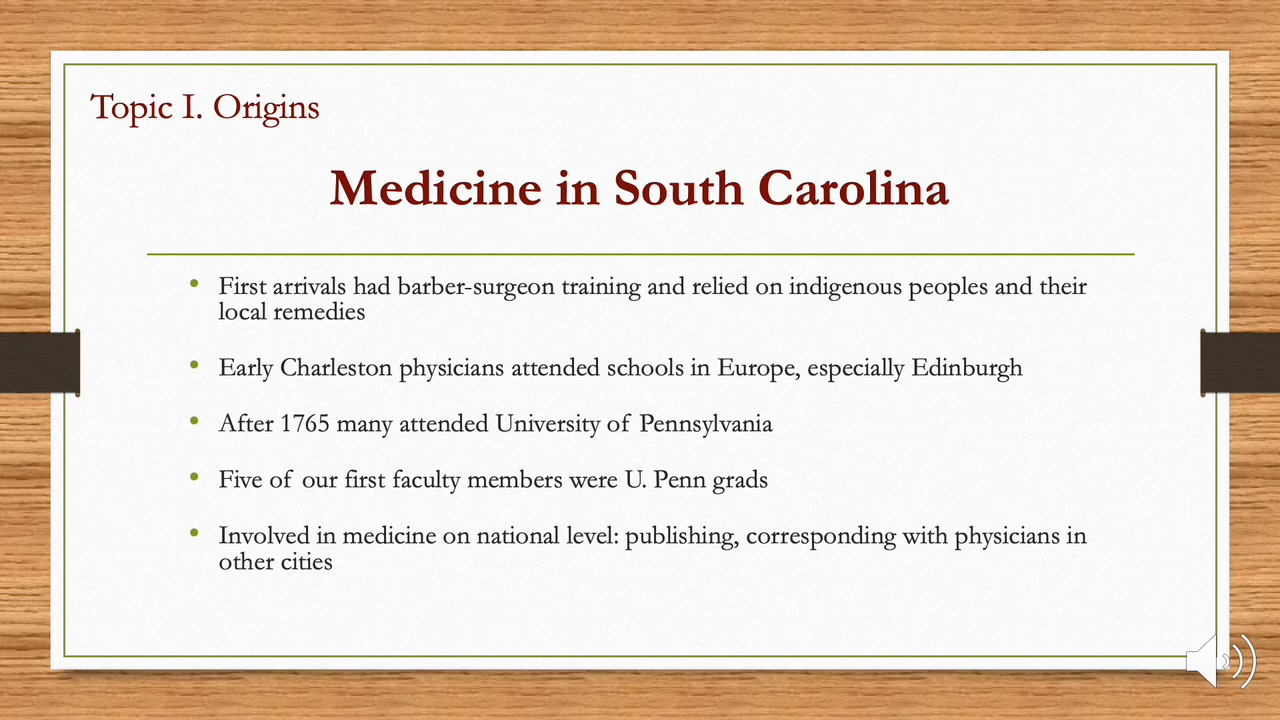 Topic I. Origins
Medicine in South Carolina
• First arrivals had barber-surgeon training and relied on indigenous peoples and their
local remedies
• Early Charleston physicians attended schools in Europe, especially Edinburgh
• After 1765 many attended University of Pennsylvania
• Five of our first faculty members were U. Penn grads
• Involved in medicine on national level: publishing, corresponding with physicians in
other cities